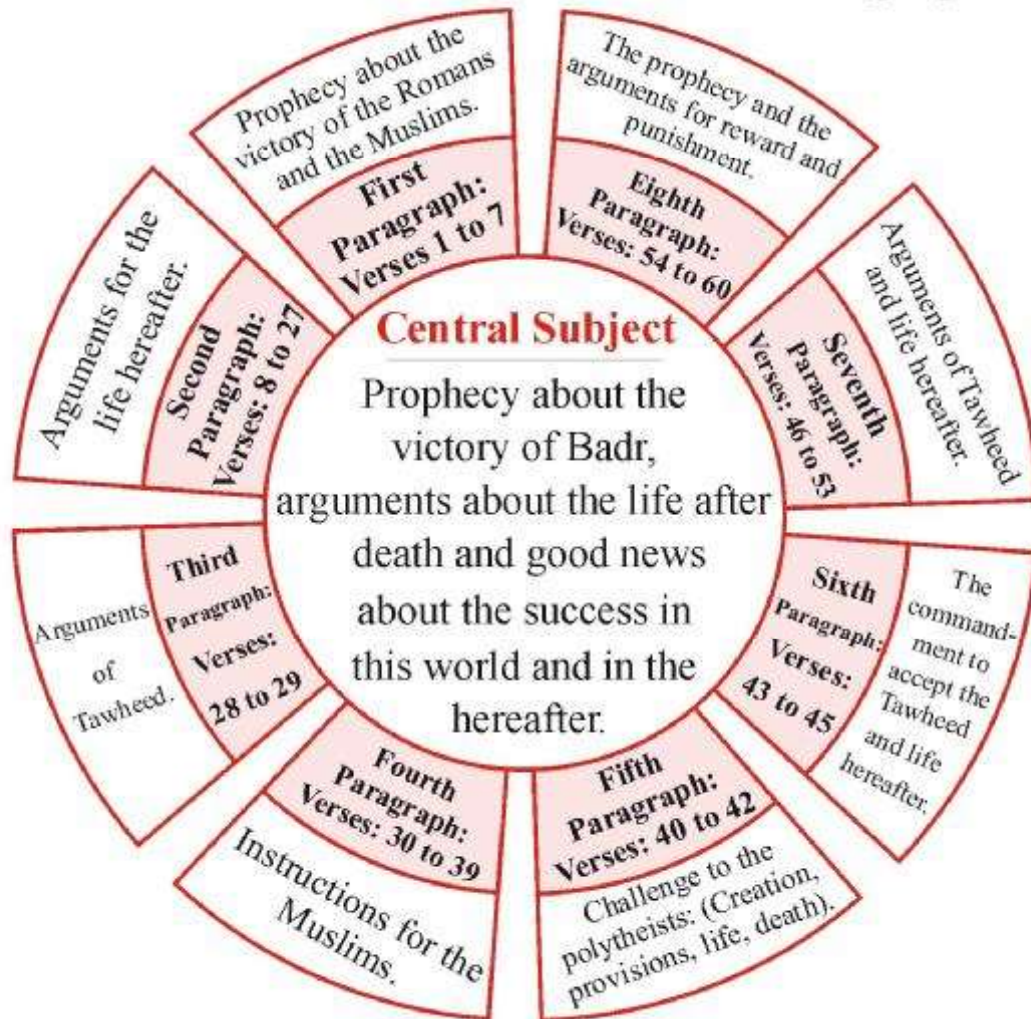 Central Subject
Prophecy about the
victory of Badr,
arguments about the life after
death and good news
about the success in
this world and in the
hereafter.
First
Paragraph:
Verses 1 to 7
Prophecy about the
victory of the Romans
and the Muslims.
Second
Paragraph:
Verses: 8 to 27
Arguments for the
life hereafter.
Third
Paragraph:
Verses:
28 to 29
Arguments
of
Tawheed.
Fourth
Paragraph:
Verses: 30 to 39
Instructions for the
Muslims.
Fifth
Paragraph:
Verses: 40 to 42
Challenge to the
polytheists: (Creation,
provisions, life, death).
Sixth
Paragraph:
Verses:
43 to 45
The
command-
ment to
accept the
Tawheed
and life
hereafter.
Seventh
Paragraph:
Verses: 46 to 53
Arguments of Tawheed
and life hereafter.
Eighth
Paragraph:
Verses: 54 to 60
The prophecy and the
arguments for reward and
punishment.